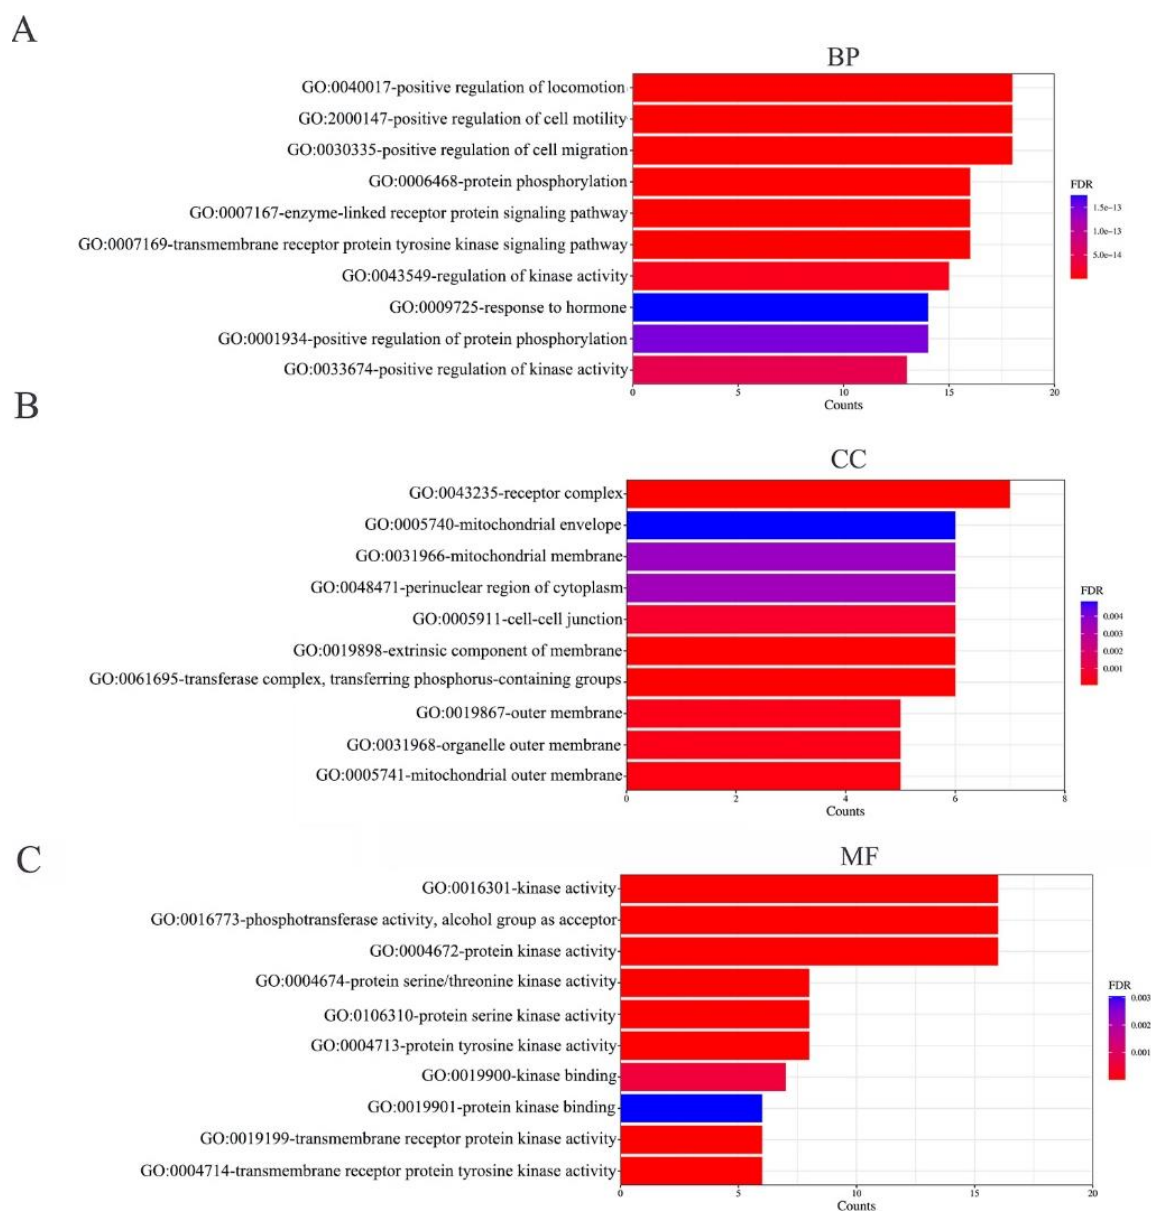 A
BP
GO:0040017-positive regulation of locomotion
GO:2000147-positive regulation of cell motility
GO:0030335-positive regulation of cell migration
GO:0006468-protein phosphorylation
GO:0007167-enzyme-linked receptor protein signaling pathway
GO:0007169-transmembrane receptor protein tyrosine kinase signaling pathway
GO:0043549-regulation of kinase activity
GO:0009725-response to hormone
GO:0001934-positive regulation of protein phosphorylation
GO:0033674-positive regulation of kinase activity
0 5 10 15 20
Counts
FDR
1.5e-13
1.0e-13
5.0e-14
B
CC
GO:0043235-receptor complex
GO:0005740-mitochondrial envelope
GO:0031966-mitochondrial membrane
GO:0048471-perinuclear region of cytoplasm
GO:0005911-cell-cell junction
GO:0019898-extrinsic component of membrane
GO:0061695-transferase complex, transferring phosphorus-containing groups
GO:0019867-outer membrane
GO:0031968-organelle outer membrane
GO:0005741-mitochondrial outer membrane
0 2 4 6 8
Counts
FDR
0.004
0.003
0.002
0.001
C
MF
GO:0016301-kinase activity
GO:0016773-phosphotransferase activity, alcohol group as acceptor
GO:0004672-protein kinase activity
GO:0004674-protein serine/threonine kinase activity
GO:0106310-protein serine kinase activity
GO:0004713-protein tyrosine kinase activity
GO:0019900-kinase binding
GO:0019901-protein kinase binding
GO:0019199-transmembrane receptor protein kinase activity
GO:0004714-transmembrane receptor protein tyrosine kinase activity
0 5 10 15 20
Counts
FDR
0.003
0.002
0.001